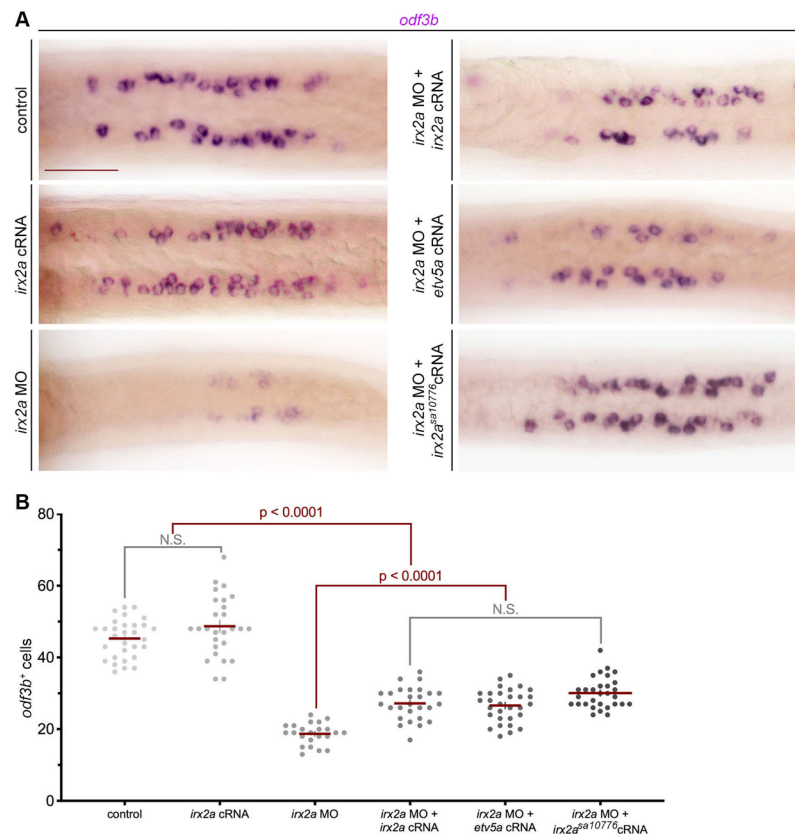 A
odf3b
control
irx2a cRNA
irx2a MO
irx2a MO +
irx2a cRNA
irx2a MO +
etv5a cRNA
irx2a MO +
irx2a^sa10776 cRNA
B
80
60
40
20
0
odf3b+ cells
p < 0.0001
N.S.
p < 0.0001
N.S.
control
irx2a cRNA
irx2a MO
irx2a MO +
irx2a cRNA
irx2a MO +
etv5a cRNA
irx2a MO +
irx2a^sa10776 cRNA